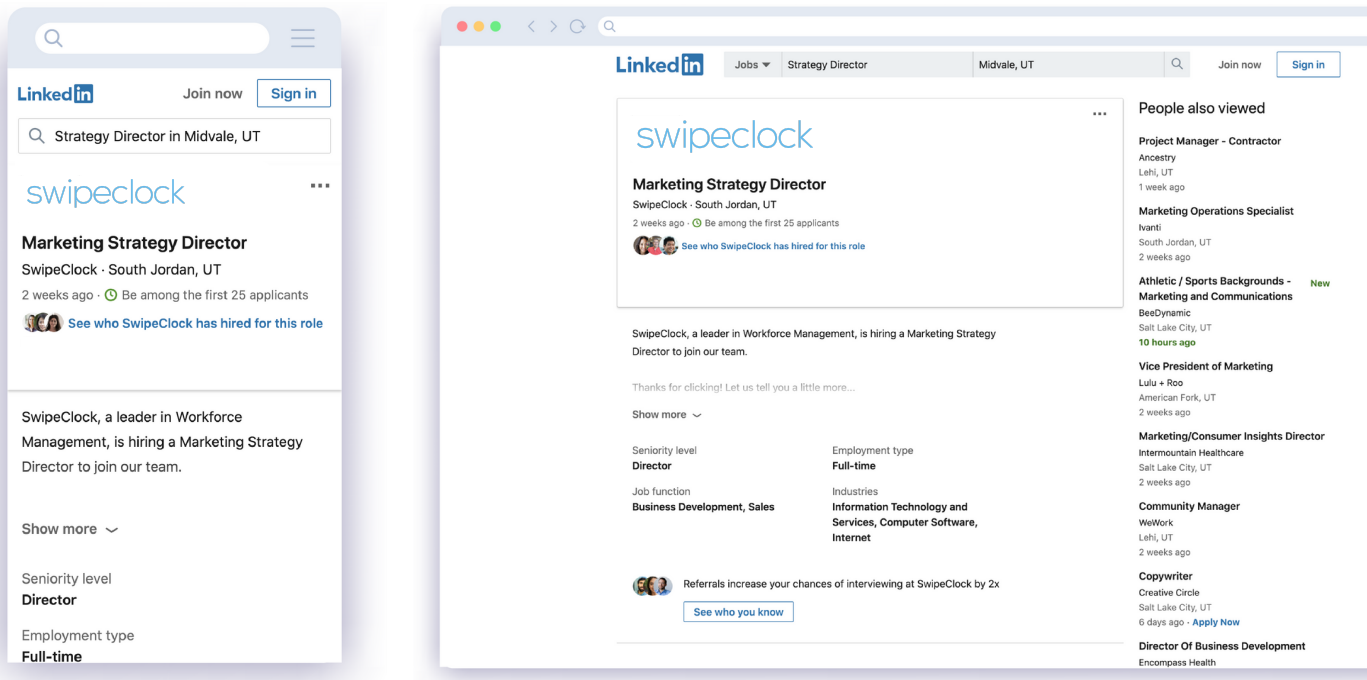 Linked in
Join now
Sign in
Strategy Director in Midvale, UT
swipeclock
Marketing Strategy Director
SwipeClock · South Jordan, UT
2 weeks ago · Be among the first 25 applicants
See who SwipeClock has hired for this role
SwipeClock, a leader in Workforce
Management, is hiring a Marketing Strategy
Director to join our team.
Show more
Seniority level
Director
Employment type
Full-time
Linked in
Jobs
Strategy Director
Midvale, UT
Join now
Sign in
swipeclock
Marketing Strategy Director
SwipeClock · South Jordan, UT
2 weeks ago · Be among the first 25 applicants
See who SwipeClock has hired for this role
SwipeClock, a leader in Workforce Management, is hiring a Marketing Strategy
Director to join our team.
Thanks for clicking! Let us tell you a little more...
Show more
Seniority level
Director
Employment type
Full-time
Job function
Business Development, Sales
Industries
Information Technology and
Services, Computer Software,
Internet
Referrals increase your chances of interviewing at SwipeClock by 2x
See who you know
People also viewed
Project Manager - Contractor
Ancestry
Lehi, UT
1 week ago
Marketing Operations Specialist
Ivanti
South Jordan, UT
2 weeks ago
Athletic / Sports Backgrounds - New
Marketing and Communications
BeeDynamic
Salt Lake City, UT
10 hours ago
Vice President of Marketing
Lulu + Roo
American Fork, UT
2 weeks ago
Marketing/Consumer Insights Director
Intermountain Healthcare
Salt Lake City, UT
2 weeks ago
Community Manager
WeWork
Lehi, UT
2 weeks ago
Copywriter
Creative Circle
Salt Lake City, UT
6 days ago · Apply Now
Director Of Business Development
Encompass Health